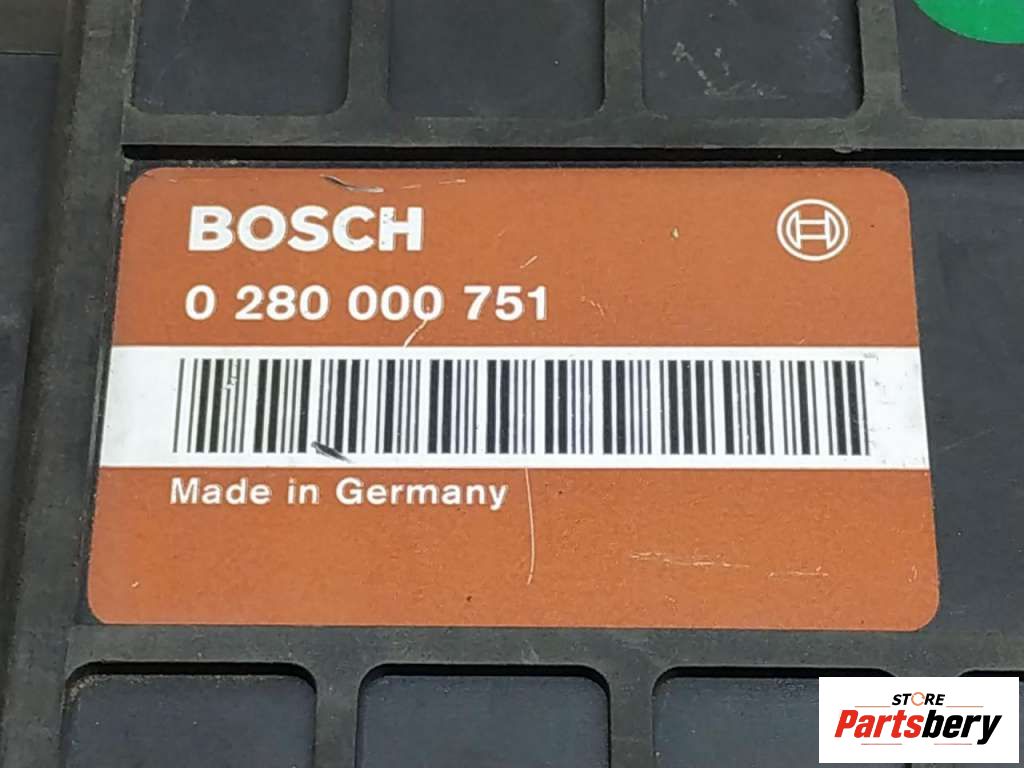 BOSCH
0 280 000 751
Made in Germany
STORE
Partsbery